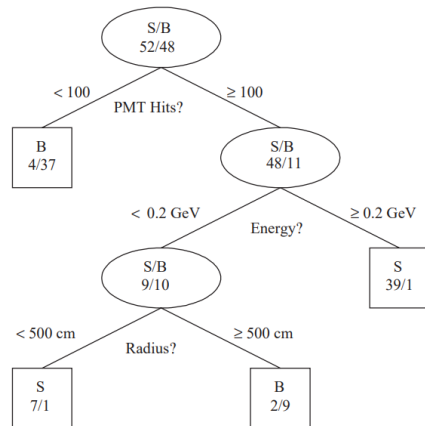 S/B
52/48
< 100
≥ 100
PMT Hits?
B
4/37
S/B
48/11
< 0.2 GeV
≥ 0.2 GeV
Energy?
S/B
9/10
S
39/1
< 500 cm
≥ 500 cm
Radius?
S
7/1
B
2/9